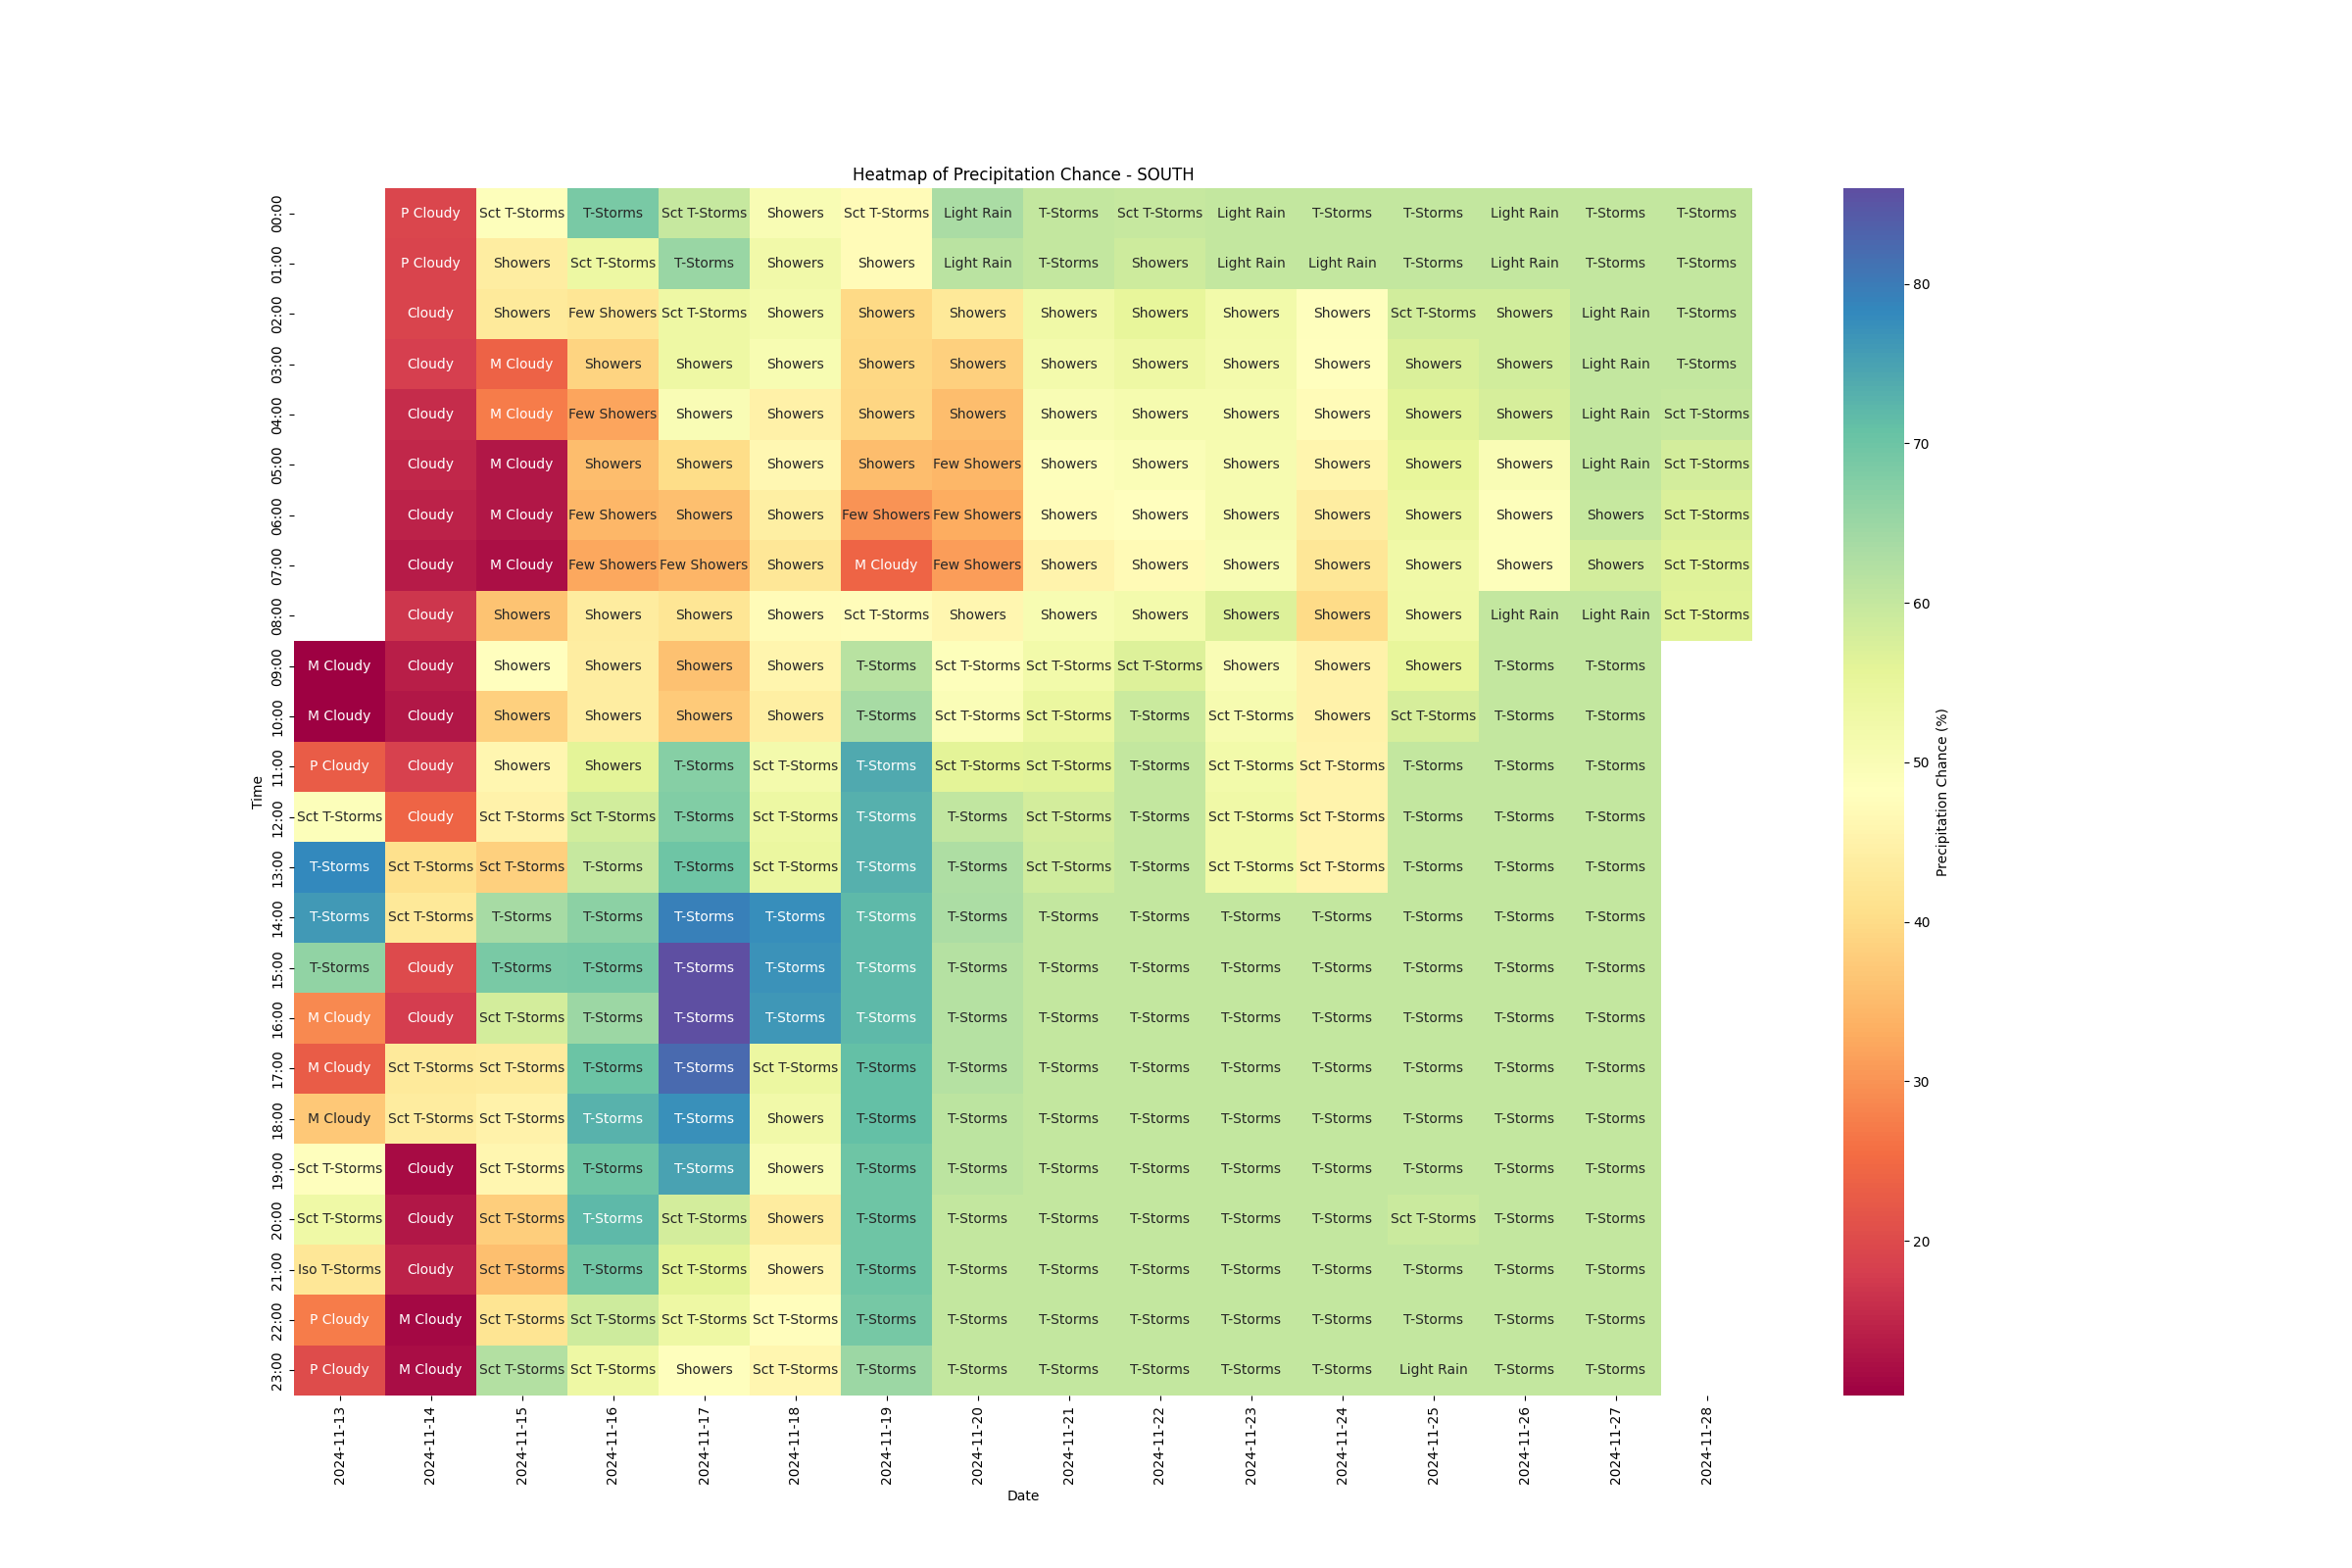 Heatmap of Precipitation Chance - SOUTH
00:00 P Cloudy Sct T-Storms T-Storms Sct T-Storms Showers Sct T-Storms Light Rain T-Storms Sct T-Storms Light Rain T-Storms T-Storms Light Rain T-Storms T-Storms
01:00 P Cloudy Showers Sct T-Storms T-Storms Showers Showers Light Rain T-Storms Showers Light Rain Light Rain T-Storms Light Rain T-Storms T-Storms
02:00 Cloudy Showers Few Showers Sct T-Storms Showers Showers Showers Showers Showers Showers Showers Sct T-Storms Showers Light Rain T-Storms
03:00 Cloudy M Cloudy Showers Showers Showers Showers Showers Showers Showers Showers Showers Showers Showers Light Rain T-Storms
04:00 Cloudy M Cloudy Few Showers Showers Showers Showers Showers Showers Showers Showers Showers Showers Showers Light Rain Sct T-Storms
05:00 Cloudy M Cloudy Showers Showers Showers Showers Few Showers Showers Showers Showers Showers Showers Showers Light Rain Sct T-Storms
06:00 Cloudy M Cloudy Few Showers Showers Showers Few Showers Few Showers Showers Showers Showers Showers Showers Showers Showers Sct T-Storms
07:00 Cloudy M Cloudy Few Showers Few Showers Showers M Cloudy Few Showers Showers Showers Showers Showers Showers Showers Showers Sct T-Storms
08:00 Cloudy Showers Showers Showers Showers Sct T-Storms Showers Showers Showers Showers Showers Showers Light Rain Light Rain Sct T-Storms
09:00 M Cloudy Cloudy Showers Showers Showers Showers T-Storms Sct T-Storms Sct T-Storms Sct T-Storms Showers Showers Showers T-Storms T-Storms
10:00 M Cloudy Cloudy Showers Showers Showers Showers T-Storms Sct T-Storms Sct T-Storms T-Storms Sct T-Storms Showers Sct T-Storms T-Storms T-Storms
11:00 P Cloudy Cloudy Showers Showers T-Storms Sct T-Storms T-Storms Sct T-Storms Sct T-Storms T-Storms Sct T-Storms Sct T-Storms T-Storms T-Storms T-Storms
12:00 Sct T-Storms Cloudy Sct T-Storms Sct T-Storms T-Storms Sct T-Storms T-Storms T-Storms Sct T-Storms T-Storms Sct T-Storms Sct T-Storms T-Storms T-Storms T-Storms
13:00 T-Storms Sct T-Storms Sct T-Storms T-Storms T-Storms Sct T-Storms T-Storms T-Storms Sct T-Storms T-Storms Sct T-Storms Sct T-Storms T-Storms T-Storms T-Storms
14:00 T-Storms Sct T-Storms T-Storms T-Storms T-Storms T-Storms T-Storms T-Storms T-Storms T-Storms T-Storms T-Storms T-Storms T-Storms T-Storms
15:00 T-Storms Cloudy T-Storms T-Storms T-Storms T-Storms T-Storms T-Storms T-Storms T-Storms T-Storms T-Storms T-Storms T-Storms T-Storms
16:00 M Cloudy Cloudy Sct T-Storms T-Storms T-Storms T-Storms T-Storms T-Storms T-Storms T-Storms T-Storms T-Storms T-Storms T-Storms T-Storms
17:00 M Cloudy Sct T-Storms Sct T-Storms T-Storms T-Storms Sct T-Storms T-Storms T-Storms T-Storms T-Storms T-Storms T-Storms T-Storms T-Storms T-Storms
18:00 M Cloudy Sct T-Storms Sct T-Storms T-Storms T-Storms Showers T-Storms T-Storms T-Storms T-Storms T-Storms T-Storms T-Storms T-Storms T-Storms
19:00 Sct T-Storms Cloudy Sct T-Storms T-Storms T-Storms Showers T-Storms T-Storms T-Storms T-Storms T-Storms T-Storms T-Storms T-Storms T-Storms
20:00 Sct T-Storms Cloudy Sct T-Storms T-Storms Sct T-Storms Showers T-Storms T-Storms T-Storms T-Storms T-Storms T-Storms Sct T-Storms T-Storms T-Storms
21:00 Iso T-Storms Cloudy Sct T-Storms T-Storms Sct T-Storms Showers T-Storms T-Storms T-Storms T-Storms T-Storms T-Storms T-Storms T-Storms T-Storms
22:00 P Cloudy M Cloudy Sct T-Storms Sct T-Storms Sct T-Storms Sct T-Storms T-Storms T-Storms T-Storms T-Storms T-Storms T-Storms T-Storms T-Storms T-Storms
23:00 P Cloudy M Cloudy Sct T-Storms Sct T-Storms Showers Sct T-Storms T-Storms T-Storms T-Storms T-Storms T-Storms T-Storms Light Rain T-Storms T-Storms
Time
2024-11-13 2024-11-14 2024-11-15 2024-11-16 2024-11-17 2024-11-18 2024-11-19 2024-11-20 2024-11-21 2024-11-22 2024-11-23 2024-11-24 2024-11-25 2024-11-26 2024-11-27 2024-11-28
Date
80
70
60
50
40
30
20
Precipitation Chance (%)